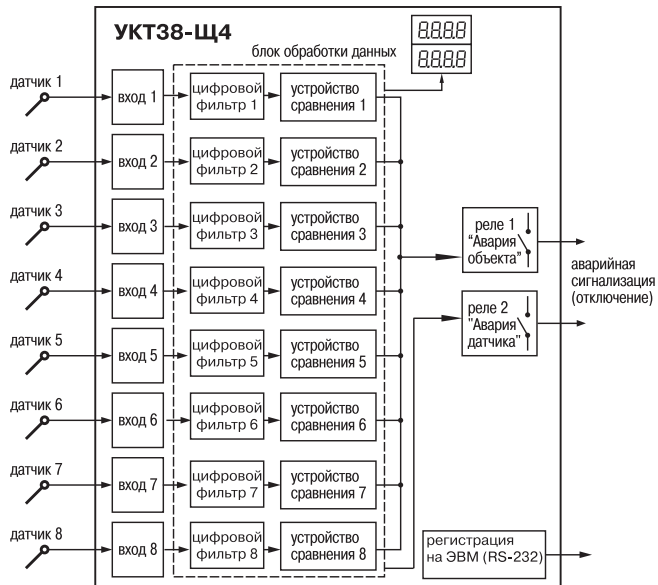 УКТ38-Щ4
8.8.8.8
8.8.8.8
блок обработки данных
датчик 1
вход 1
цифровой
фильтр 1
устройство
сравнения 1
датчик 2
вход 2
цифровой
фильтр 2
устройство
сравнения 2
датчик 3
вход 3
цифровой
фильтр 3
устройство
сравнения 3
реле 1
"Авария
объекта"
аварийная
сигнализация
(отключение)
датчик 4
вход 4
цифровой
фильтр 4
устройство
сравнения 4
реле 2
"Авария
датчика"
датчик 5
вход 5
цифровой
фильтр 5
устройство
сравнения 5
датчик 6
вход 6
цифровой
фильтр 6
устройство
сравнения 6
датчик 7
вход 7
цифровой
фильтр 7
устройство
сравнения 7
датчик 8
вход 8
цифровой
фильтр 8
устройство
сравнения 8
регистрация
на ЭВМ (RS-232)